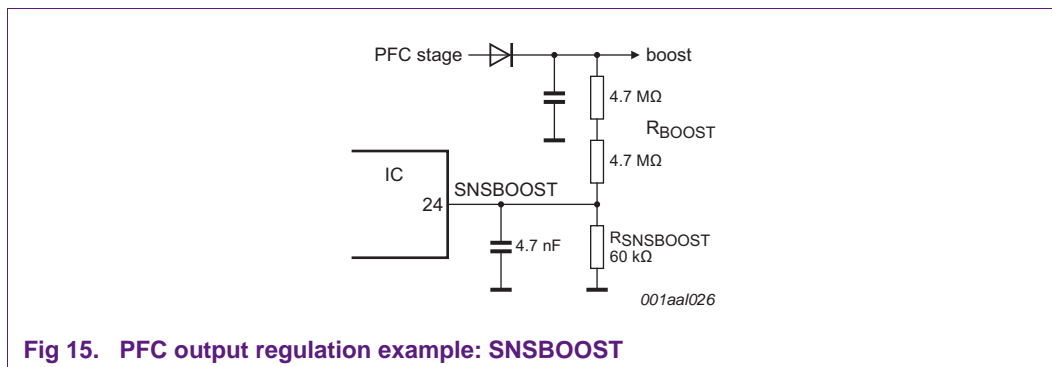 PFC stage
boost
4.7 MΩ
RBOOST
4.7 MΩ
IC
SNSBOOST
24
4.7 nF
RSNSBOOST
60 kΩ
001aal026
Fig 15. PFC output regulation example: SNSBOOST